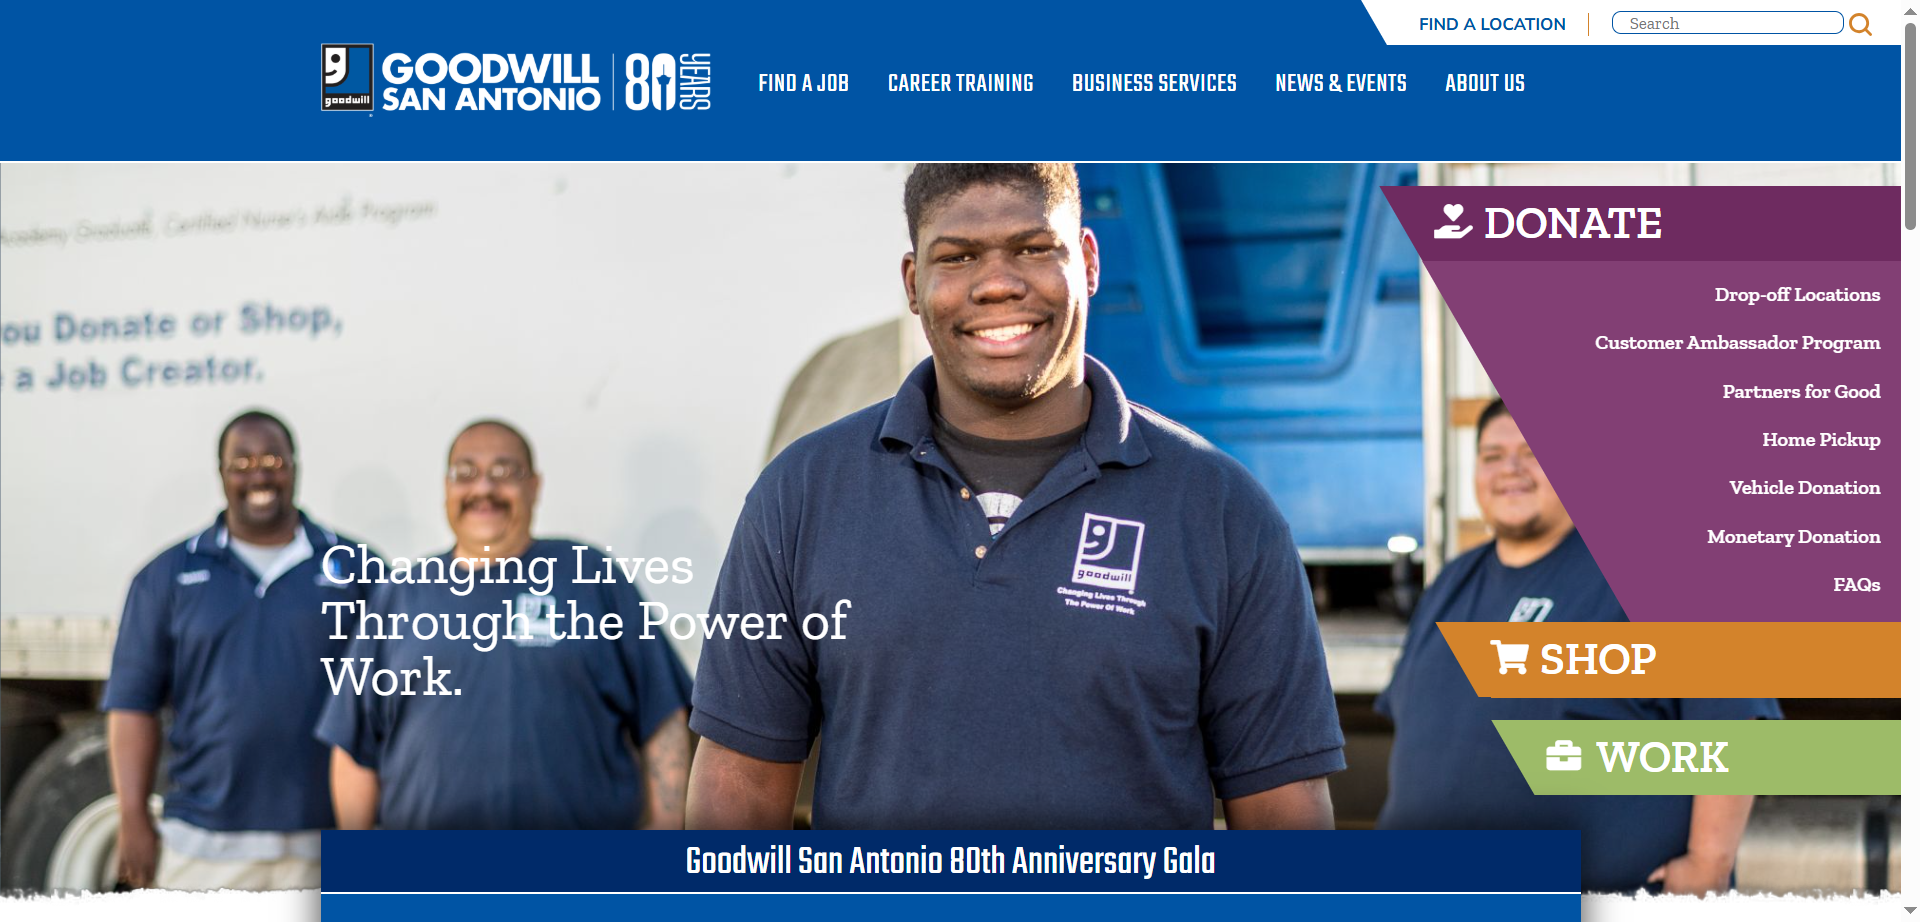 FIND A LOCATION
Search
goodwill
GOODWILL
SAN ANTONIO
80 YEARS
FIND A JOB
CAREER TRAINING
BUSINESS SERVICES
NEWS & EVENTS
ABOUT US
Academy Graduate, Certified Nurse's Aide Program
you Donate or Shop,
a Job Creator.
DONATE
Drop-off Locations
Customer Ambassador Program
Partners for Good
Home Pickup
Vehicle Donation
Monetary Donation
FAQs
SHOP
WORK
goodwill
Changing Lives Through
The Power Of Work
Changing Lives
Through the Power of
Work.
Goodwill San Antonio 80th Anniversary Gala